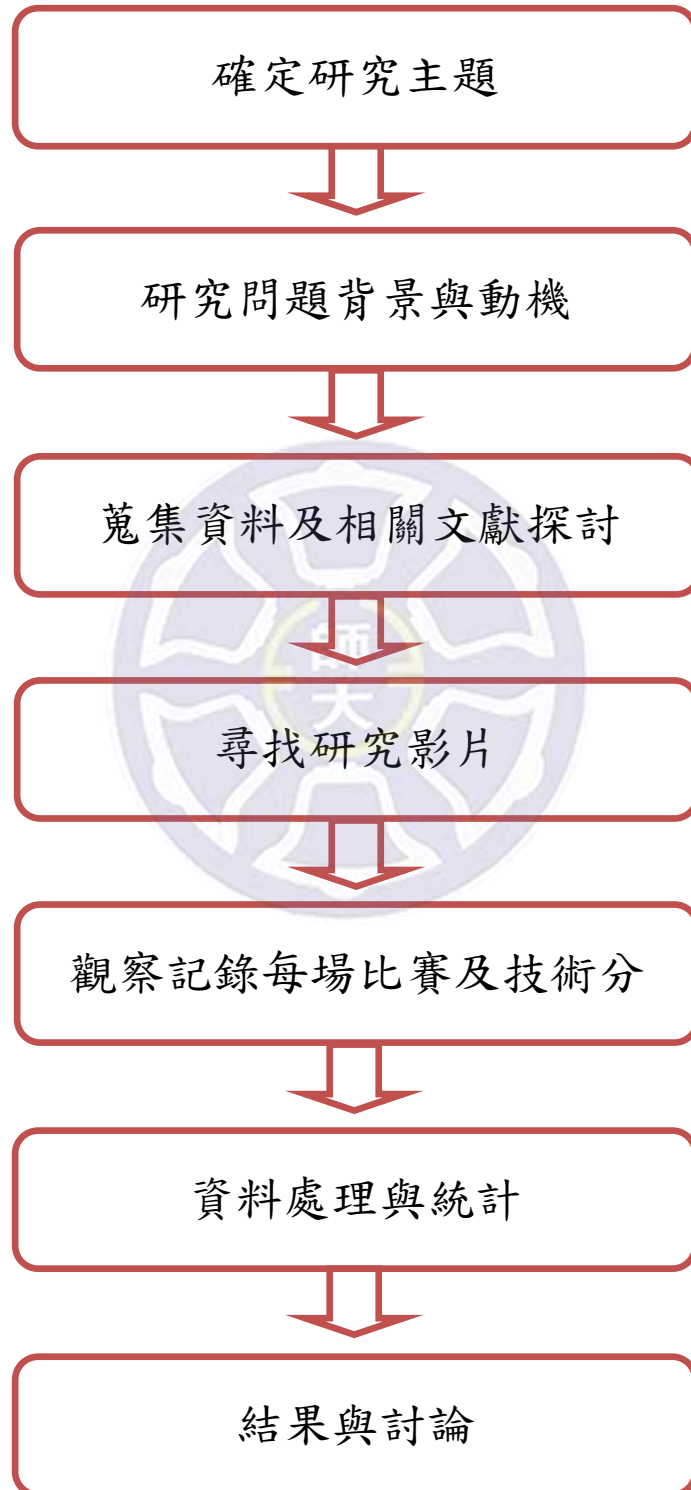 確定研究主題
研究問題背景與動機
蒐集資料及相關文獻探討
師大
尋找研究影片
觀察記錄每場比賽及技術分
資料處理與統計
結果與討論